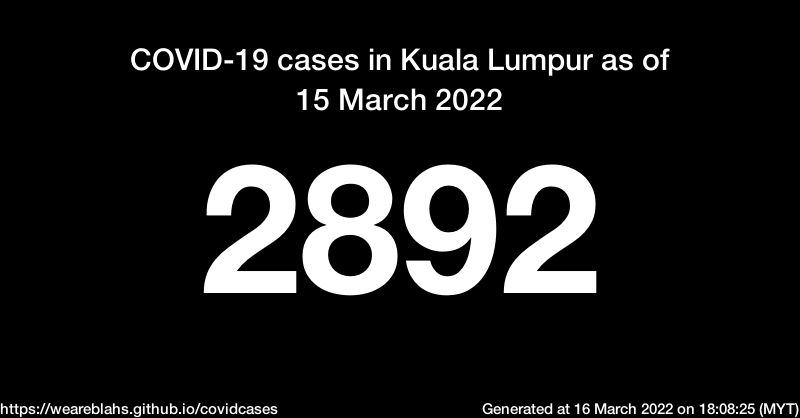 COVID-19 cases in Kuala Lumpur as of
15 March 2022
2892
https://weareblahs.github.io/covidcases
Generated at 16 March 2022 on 18:08:25 (MYT)